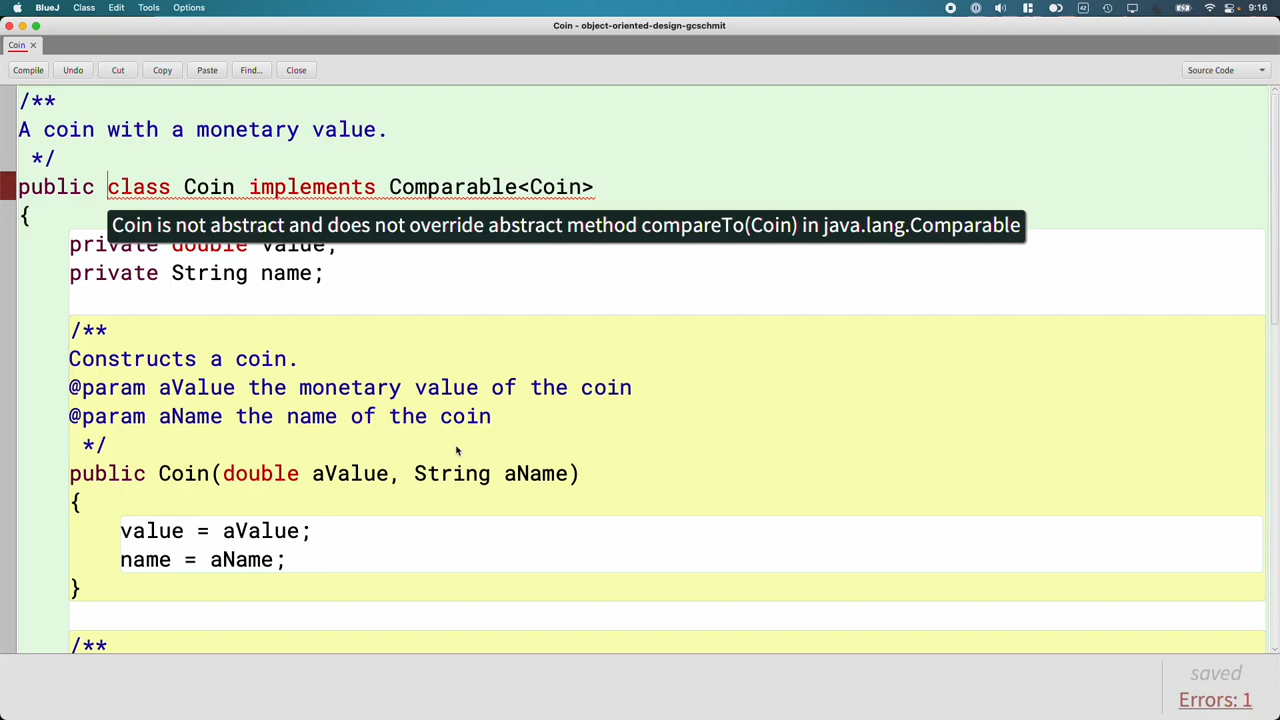 BlueJ Class Edit Tools Options 9:16
Coin - object-oriented-design-gcschmit
Coin
Compile Undo Cut Copy Paste Find... Close Source Code
/**
A coin with a monetary value.
*/
public class Coin implements Comparable<Coin>
{
Coin is not abstract and does not override abstract method compareTo(Coin) in java.lang.Comparable
private double value;
private String name;
/**
Constructs a coin.
@param aValue the monetary value of the coin
@param aName the name of the coin
*/
public Coin(double aValue, String aName)
{
value = aValue;
name = aName;
}
/**
saved
Errors: 1